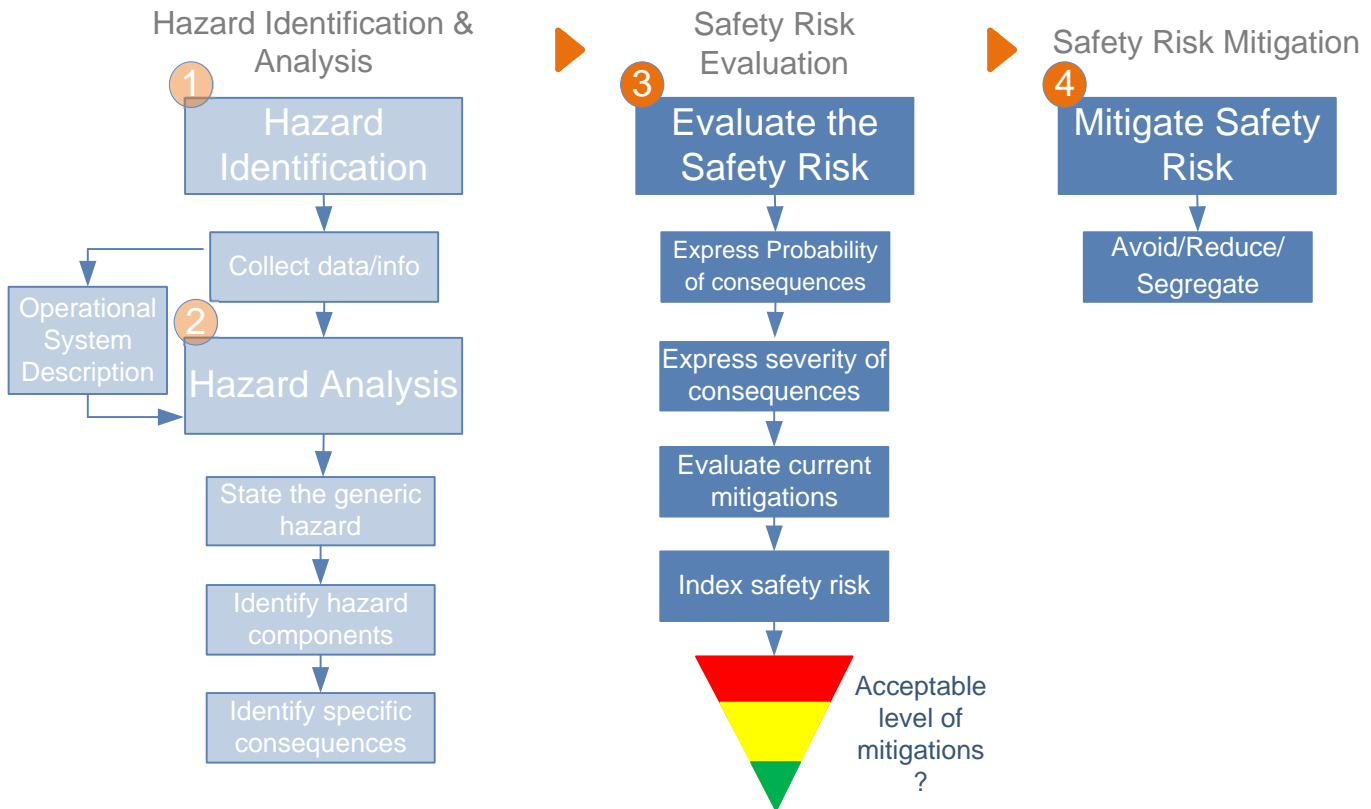 Hazard Identification &
Analysis
1
Hazard
Identification
Collect data/info
Operational
System
Description
2
Hazard Analysis
State the generic
hazard
Identify hazard
components
Identify specific
consequences
Safety Risk
Evaluation
3
Evaluate the
Safety Risk
Express Probability
of consequences
Express severity of
consequences
Evaluate current
mitigations
Index safety risk
Acceptable
level of
mitigations
?
Safety Risk Mitigation
4
Mitigate Safety
Risk
Avoid/Reduce/
Segregate